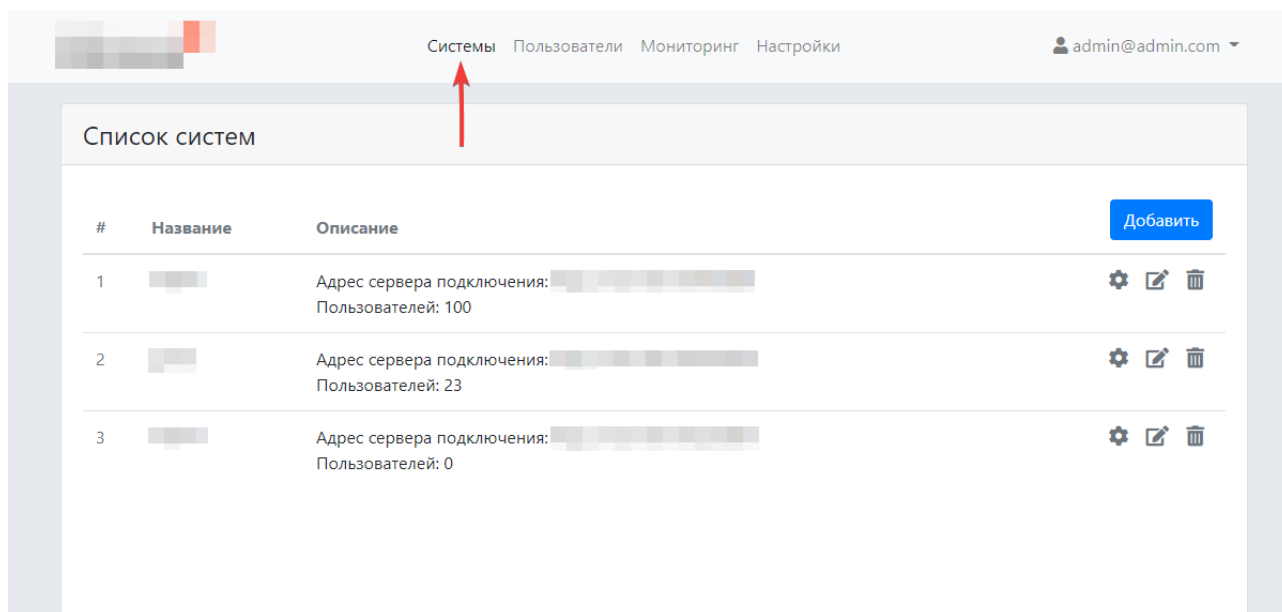 Системы Пользователи Мониторинг Настройки admin@admin.com
Список систем
# Название Описание Добавить
1 Адрес сервера подключения:
Пользователей: 100
2 Адрес сервера подключения:
Пользователей: 23
3 Адрес сервера подключения:
Пользователей: 0